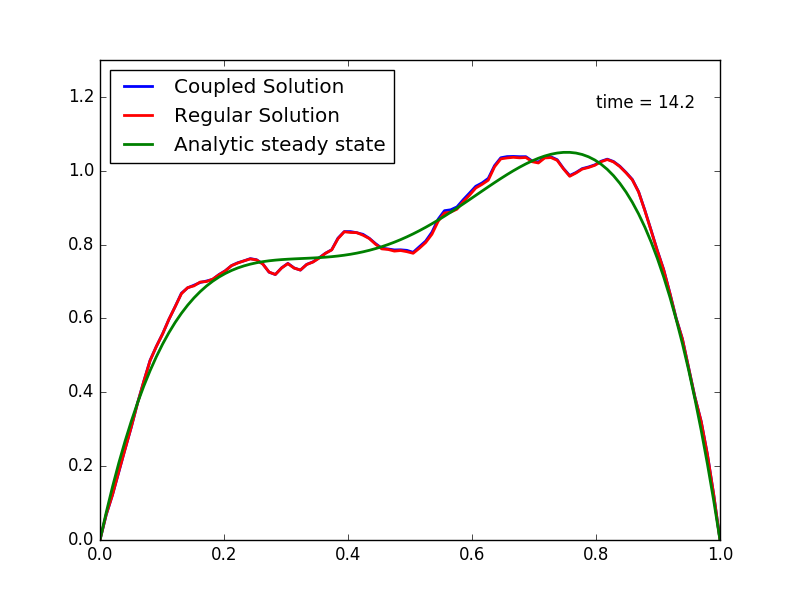 Coupled Solution
Regular Solution
Analytic steady state
time = 14.2
1.2
1.0
0.8
0.6
0.4
0.2
0.0
0.0 0.2 0.4 0.6 0.8 1.0